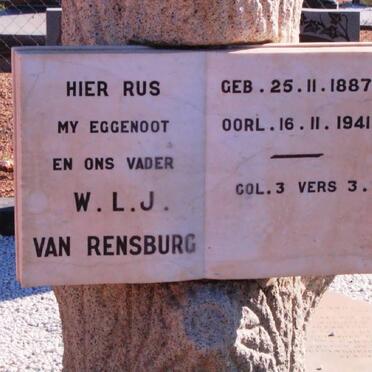 HIER RUS
MY EGGENOOT
EN ONS VADER
W.L.J.
VAN RENSBURG
GEB. 25.11.1887
OORL. 16.11.1941
COL.3 VERS 3.